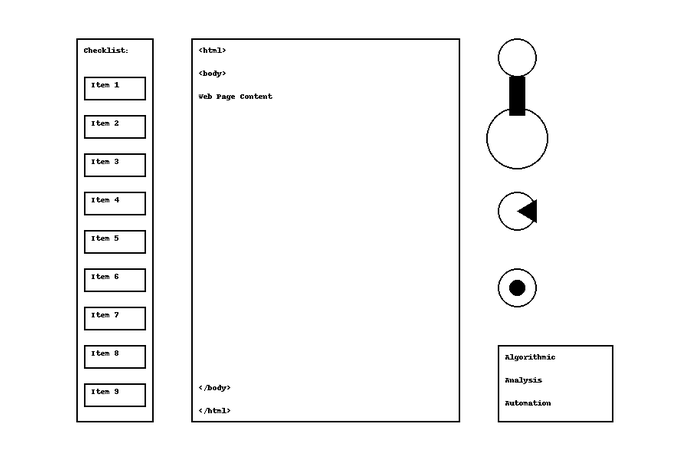 Checklist:
Item 1
Item 2
Item 3
Item 4
Item 5
Item 6
Item 7
Item 8
Item 9
<html>
<body>
Web Page Content
</body>
</html>
Algorithmic
Analysis
Automation